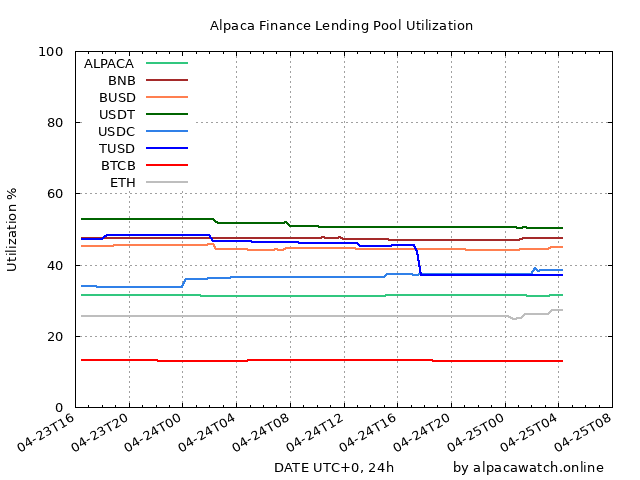 Alpaca Finance Lending Pool Utilization
100
80
60
40
20
0
Utilization %
ALPACA
BNB
BUSD
USDT
USDC
TUSD
BTCB
ETH
04-23T16
04-23T20
04-24T00
04-24T04
04-24T08
04-24T12
04-24T16
04-24T20
04-25T00
04-25T04
04-25T08
DATE UTC+0, 24h
by alpacawatch.online